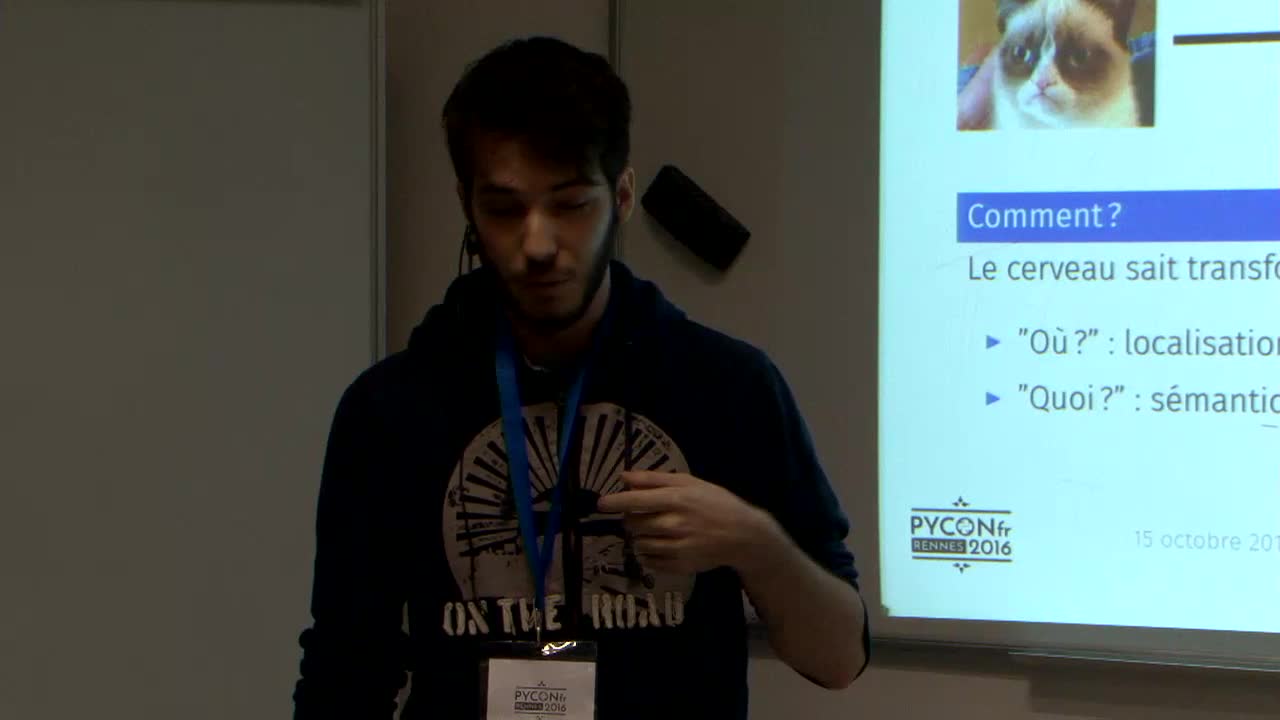 Comment ?
Le cerveau sait transfo
► "Où ?" : localisation
► "Quoi ?" : sémantic
PYCONfr
RENNES 2016
15 octobre 201
ON THE ROAD
PYCONfr
RENNES 2016